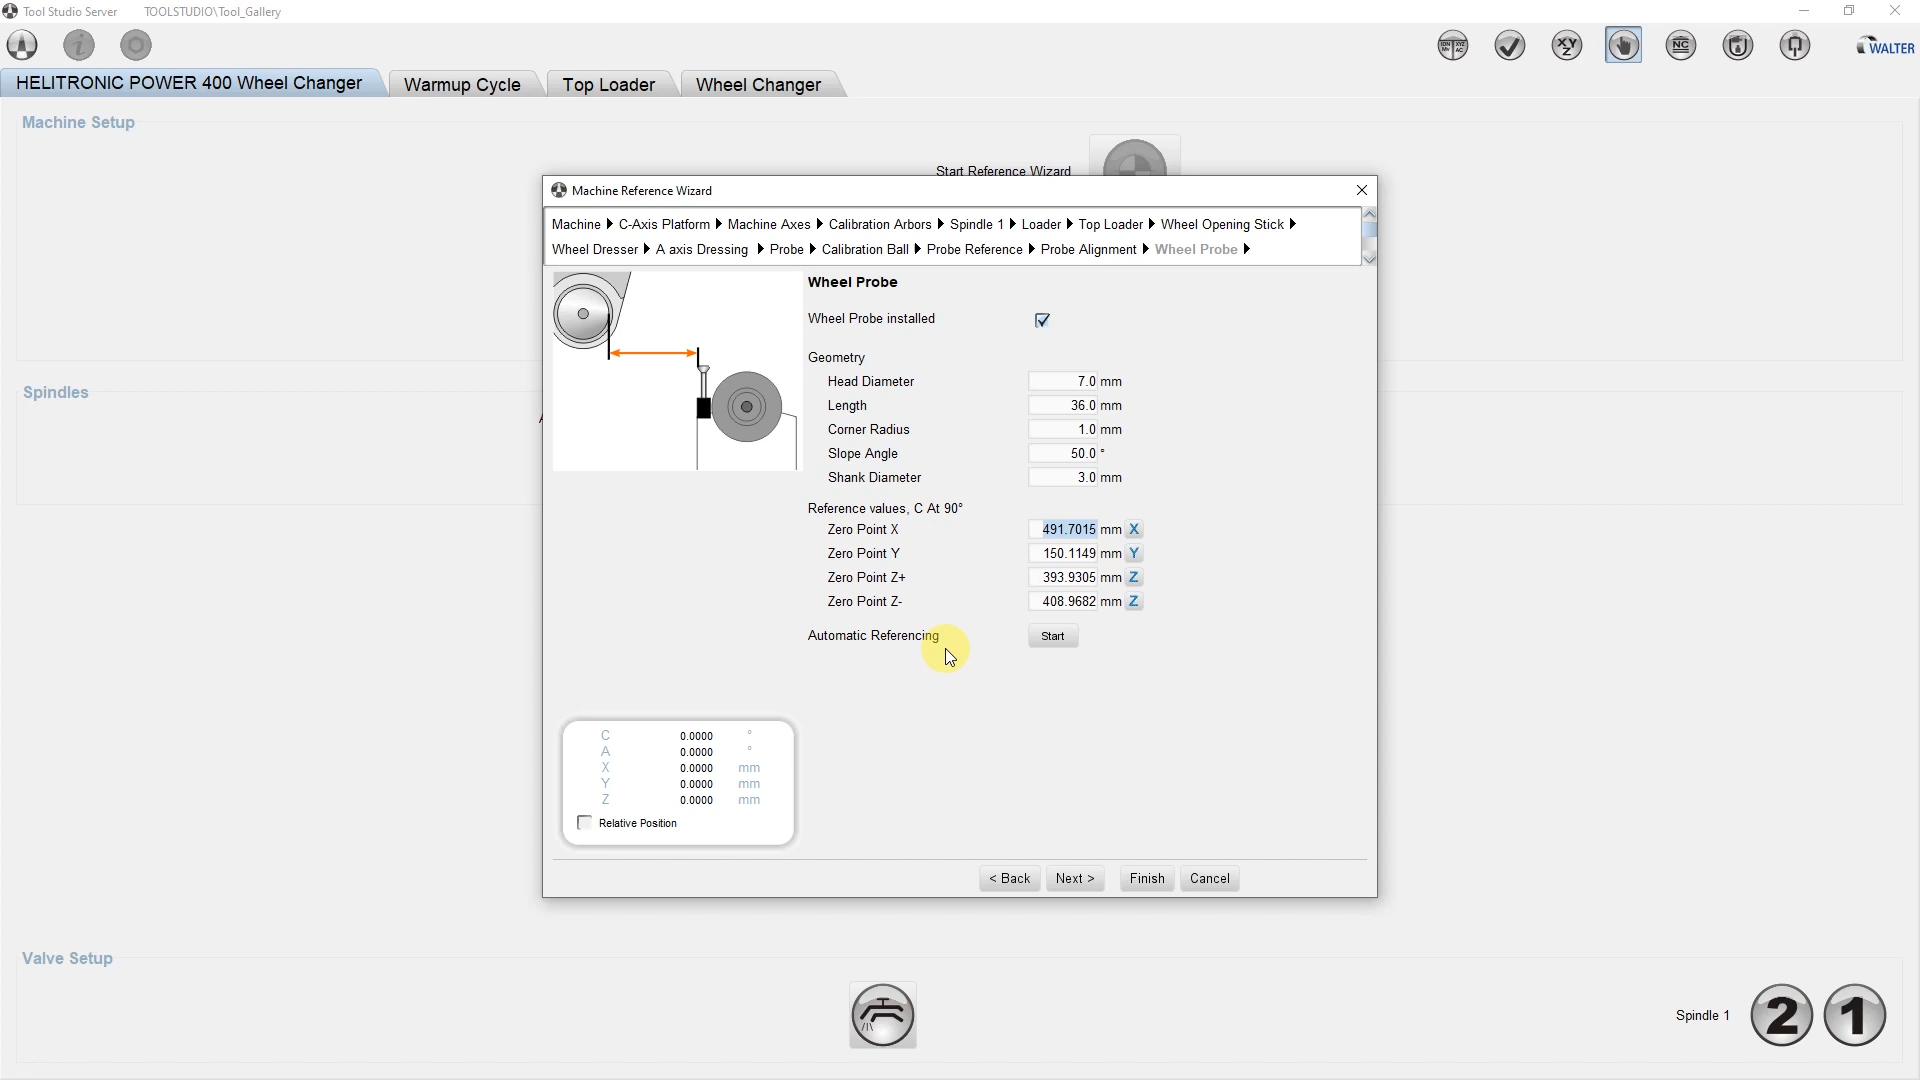 Tool Studio Server TOOLSTUDIO\Tool_Gallery
IDN XYZ
Mv AC
XY
Z
NC
WALTER
HELITRONIC POWER 400 Wheel Changer Warmup Cycle Top Loader Wheel Changer
Machine Setup
Start Reference Wizard
Machine Reference Wizard
Machine C-Axis Platform Machine Axes Calibration Arbors Spindle 1 Loader Top Loader Wheel Opening Stick
Wheel Dresser A axis Dressing Probe Calibration Ball Probe Reference Probe Alignment Wheel Probe
Wheel Probe
Wheel Probe installed
Geometry
Head Diameter 7.0 mm
Length 36.0 mm
Corner Radius 1.0 mm
Slope Angle 50.0 °
Shank Diameter 3.0 mm
Reference values, C At 90°
Zero Point X 491.7015 mm X
Zero Point Y 150.1149 mm Y
Zero Point Z+ 393.9305 mm Z
Zero Point Z- 408.9682 mm Z
Automatic Referencing Start
C 0.0000 °
A 0.0000 °
X 0.0000 mm
Y 0.0000 mm
Z 0.0000 mm
Relative Position
< Back Next > Finish Cancel
Spindles
Valve Setup
Spindle 1 2 1